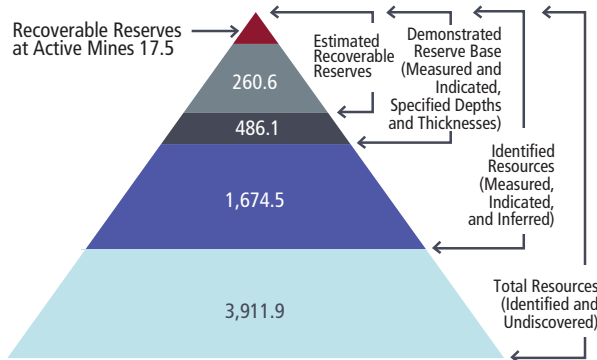 Recoverable Reserves
at Active Mines 17.5
Estimated
Recoverable
Reserves
Demonstrated
Reserve Base
(Measured and
Indicated,
Specified Depths
and Thicknesses)
260.6
486.1
Identified
Resources
(Measured,
Indicated,
and Inferred)
1,674.5
Total Resources
(Identified and
Undiscovered)
3,911.9